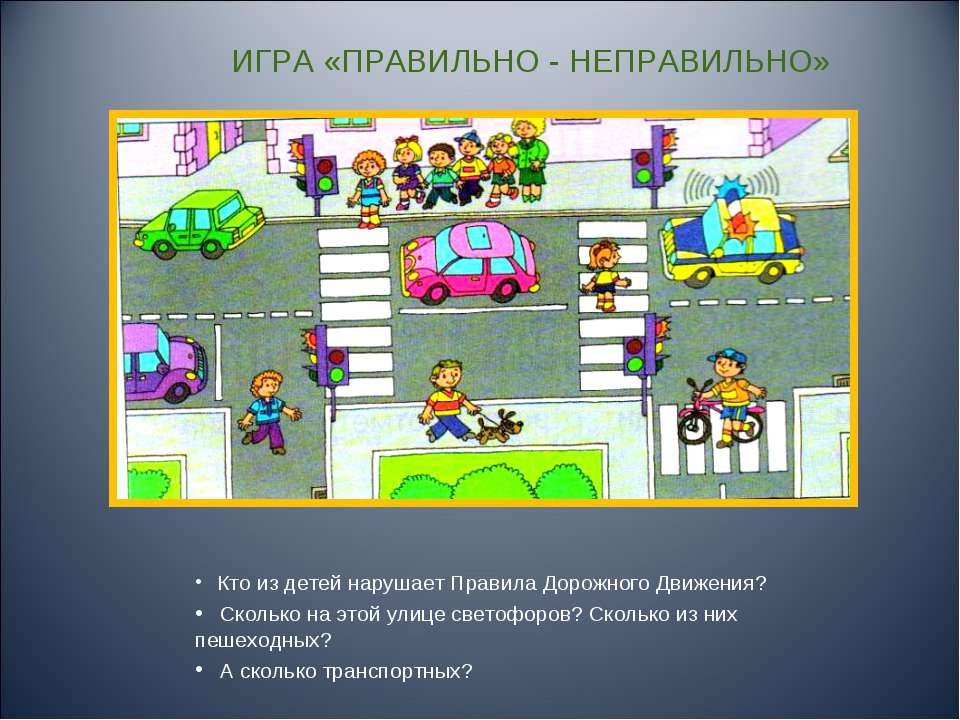 ИГРА «ПРАВИЛЬНО - НЕПРАВИЛЬНО»
• Кто из детей нарушает Правила Дорожного Движения?
• Сколько на этой улице светофоров? Сколько из них
пешеходных?
• А сколько транспортных?